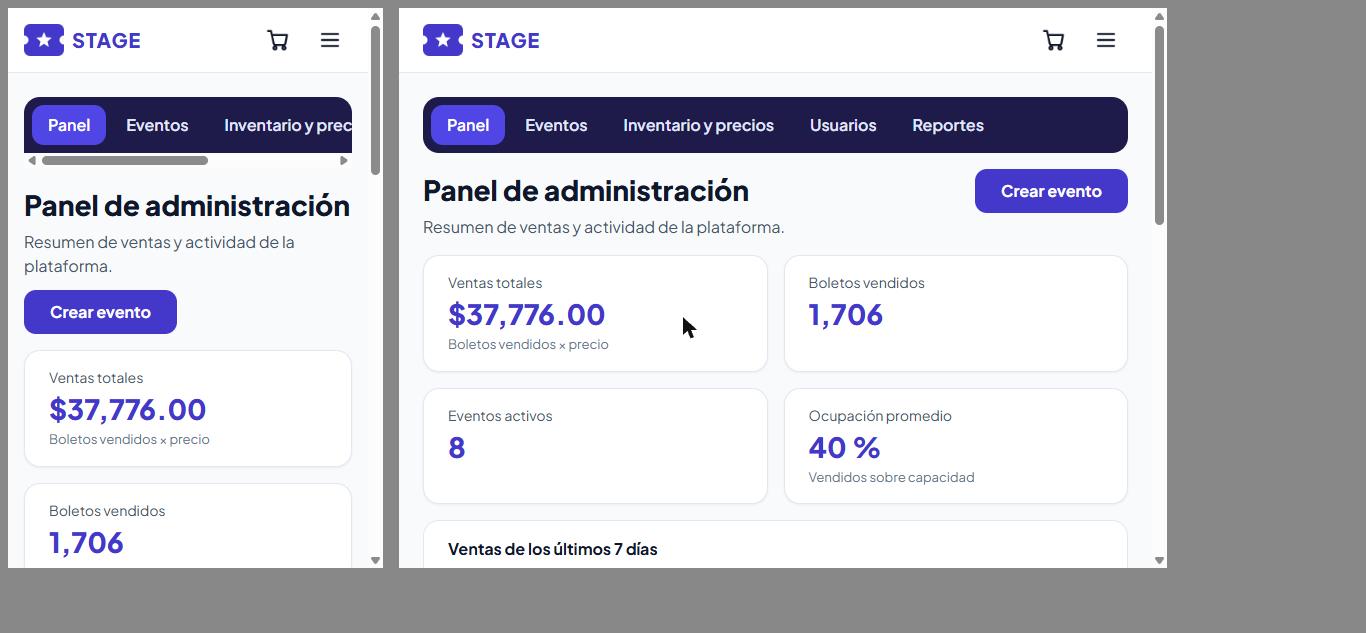 STAGE
Panel Eventos Inventario y prec
Panel de administración
Resumen de ventas y actividad de la
plataforma.
Crear evento
Ventas totales
$37,776.00
Boletos vendidos × precio
Boletos vendidos
1,706
STAGE
Panel Eventos Inventario y precios Usuarios Reportes
Panel de administración
Crear evento
Resumen de ventas y actividad de la plataforma.
Ventas totales
$37,776.00
Boletos vendidos × precio
Boletos vendidos
1,706
Eventos activos
8
Ocupación promedio
40 %
Vendidos sobre capacidad
Ventas de los últimos 7 días